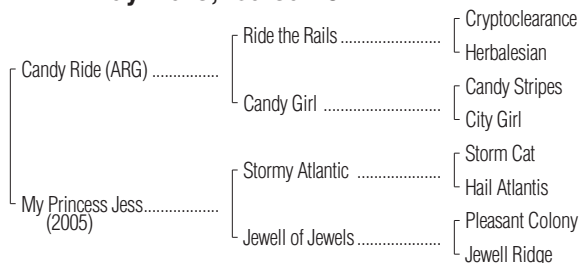 Cryptoclearance
Ride the Rails ....................
Herbalesian
Candy Ride (ARG) ................
Candy Stripes
Candy Girl ............................
City Girl
Storm Cat
Stormy Atlantic ....................
Hail Atlantis
My Princess Jess..................
(2005)
Pleasant Colony
Jewell of Jewels ...................
Jewell Ridge